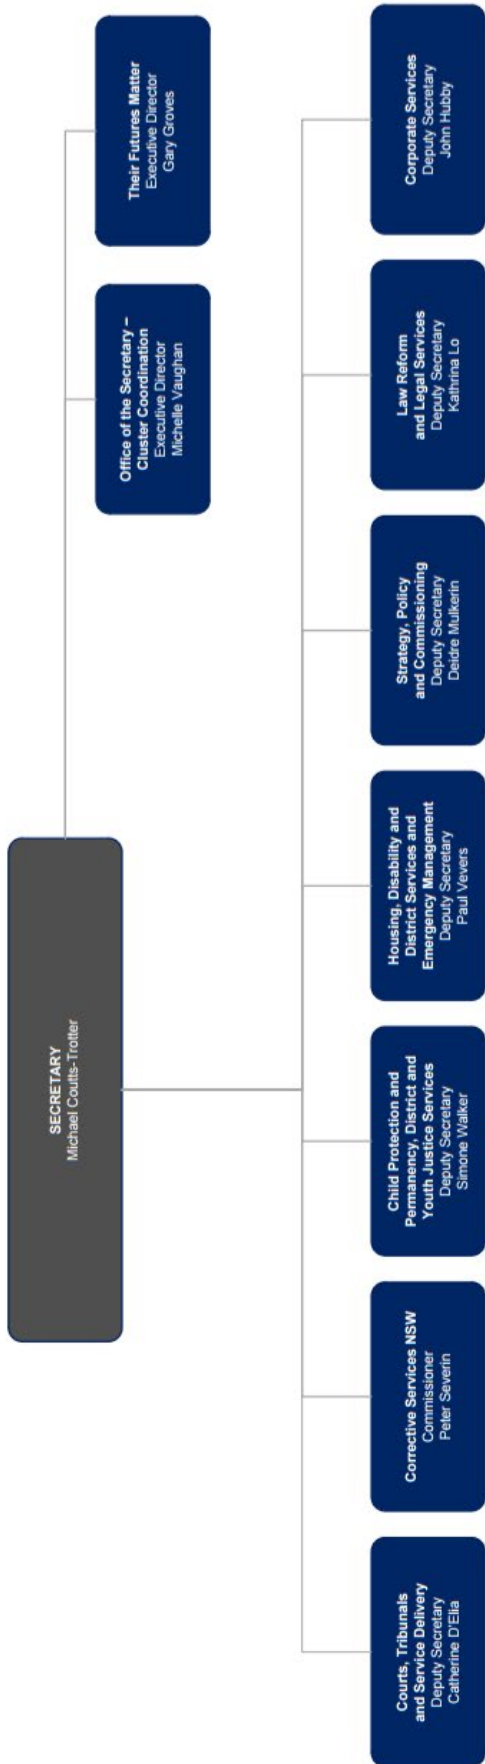 SECRETARY
Michael Coutts-Trotter
Office of the Secretary –
Cluster Coordination
Executive Director
Michelle Vaughan
Their Futures Matter
Executive Director
Gary Groves
Courts, Tribunals
and Service Delivery
Deputy Secretary
Catherine D'Elia
Corrective Services NSW
Commissioner
Peter Severin
Child Protection and
Permanency, District and
Youth Justice Services
Deputy Secretary
Simone Walker
Housing, Disability and
District Services and
Emergency Management
Deputy Secretary
Paul Vevers
Strategy, Policy
and Commissioning
Deputy Secretary
Deidre Mulkerin
Law Reform
and Legal Services
Deputy Secretary
Kathrina Lo
Corporate Services
Deputy Secretary
John Hubby